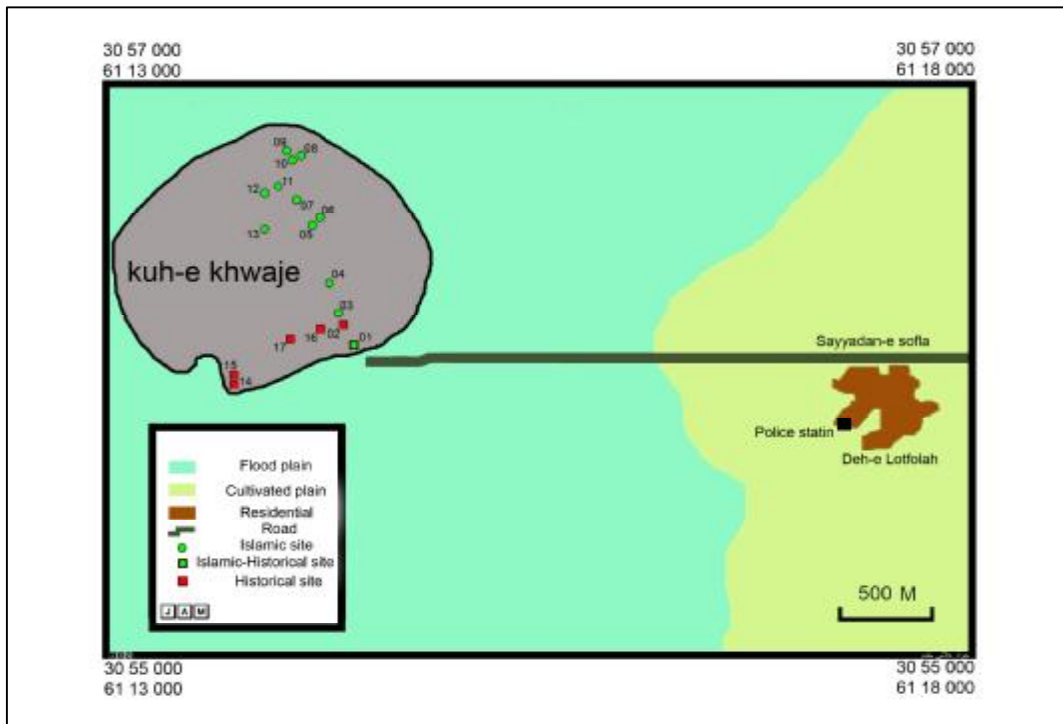 30 57 000
61 13 000
30 57 000
61 18 000
09
08
10
11
12
07
06
05
13
kuh-e khwaje
04
03
02
16
01
17
15
14
Sayyadan-e sofla
Police statin
Deh-e Lotfolah
Flood plain
Cultivated plain
Residential
Road
Islamic site
Islamic-Historical site
Historical site
J A M
500 M
30 55 000
61 13 000
30 55 000
61 18 000